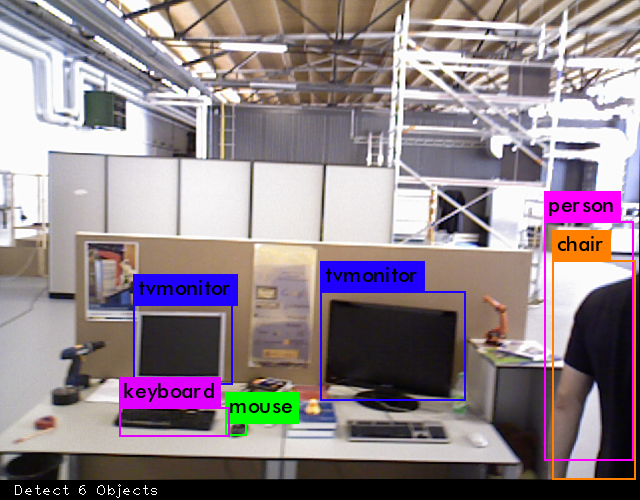 person
chair
tvmonitor
tvmonitor
keyboard
mouse
Detect 6 Objects